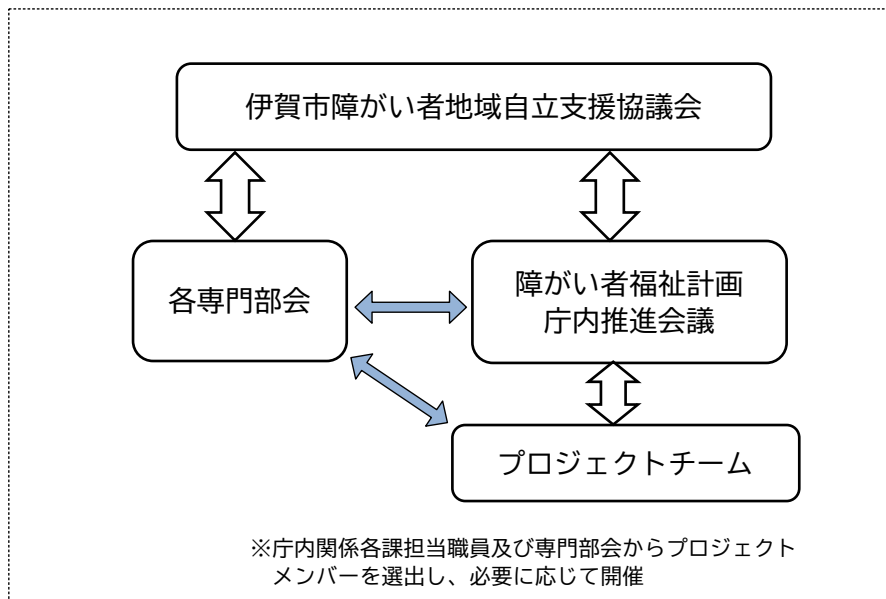 伊賀市障がい者地域自立支援協議会
各専門部会
障がい者福祉計画
庁内推進会議
プロジェクトチーム
※庁内関係各課担当職員及び専門部会からプロジェクト
メンバーを選出し、必要に応じて開催